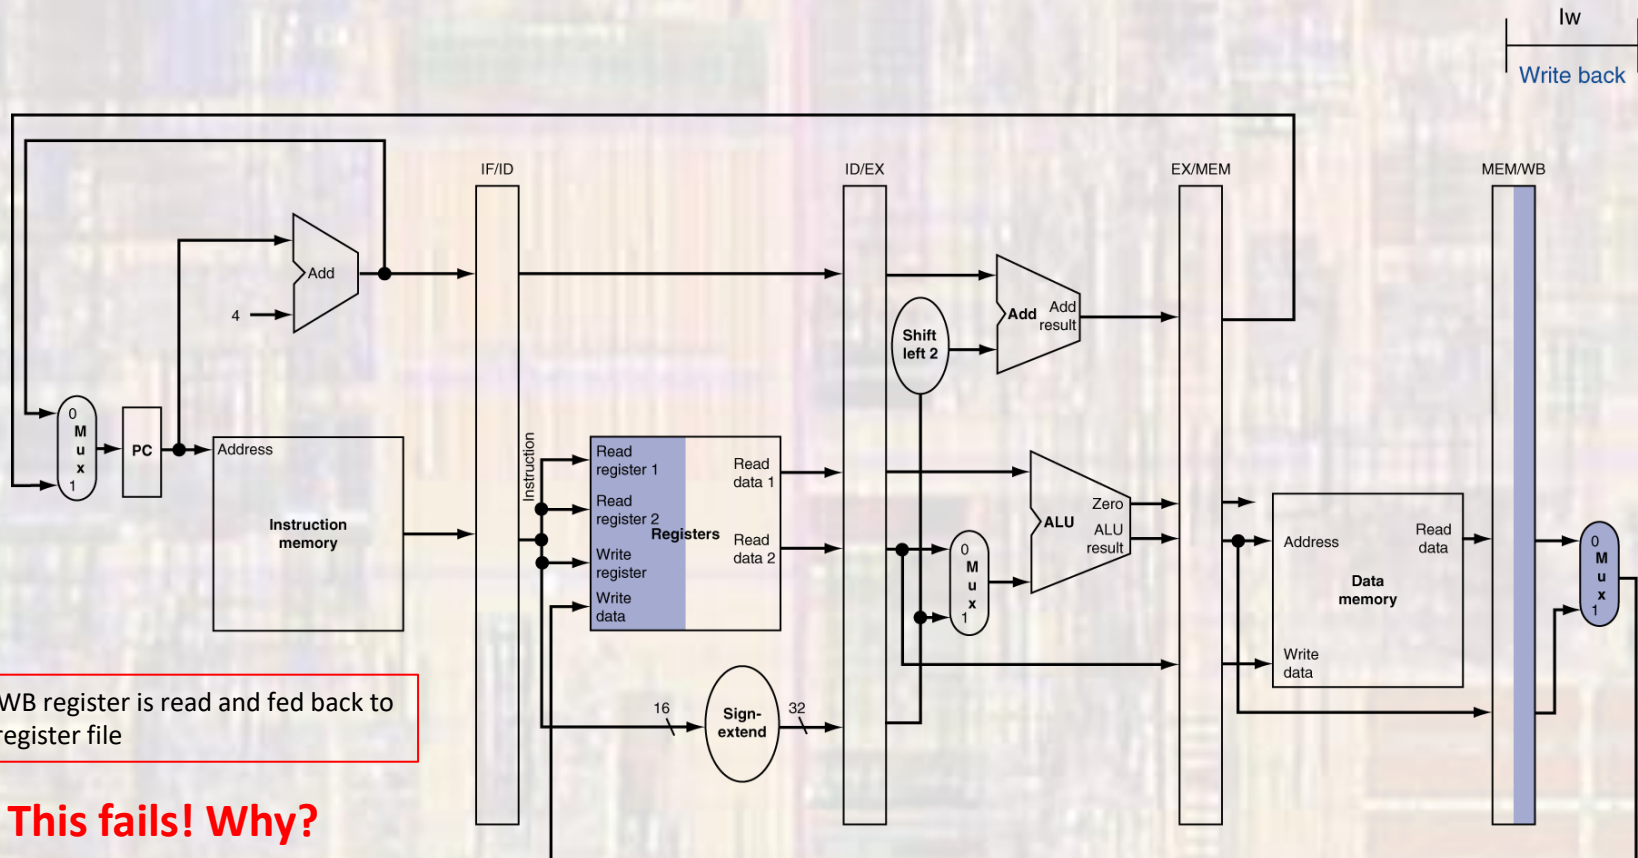 lw
Write back
IF/ID
ID/EX
EX/MEM
MEM/WB
Add
4
Add
Add
result
Shift
left 2
0
M
u
x
1
PC
Address
Instruction
memory
Instruction
Read
register 1
Read
register 2
Write
register
Write
data
Registers
Read
data 1
Read
data 2
0
M
u
x
1
Zero
ALU
ALU
result
Address
Read
data
Data
memory
Write
data
0
M
u
x
1
16
Sign-
extend
32
WB register is read and fed back to
register file
This fails! Why?